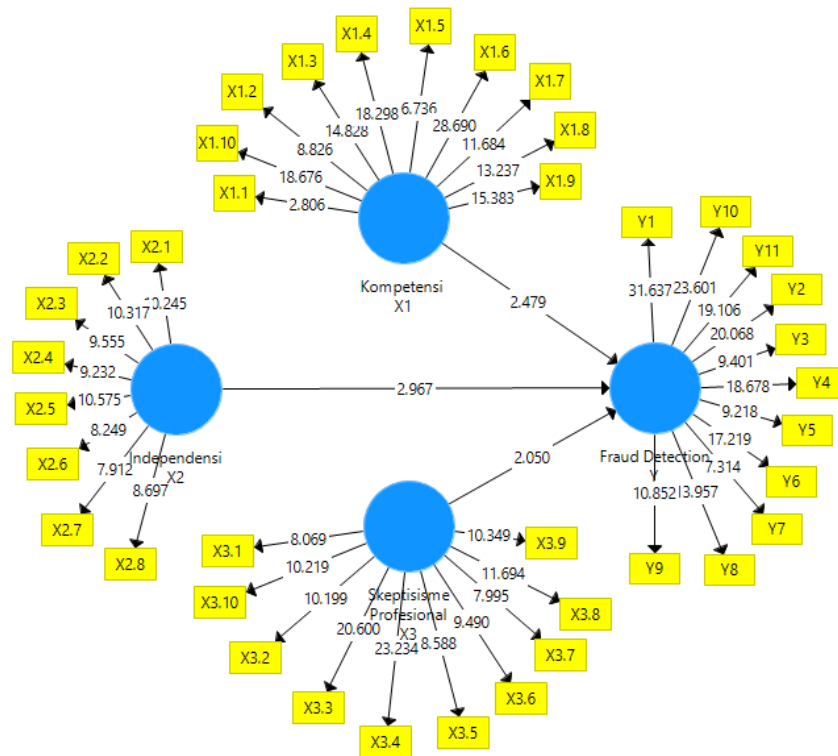 X1.5
X1.4
X1.6
X1.3
X1.7
X1.2
X1.8
X1.10
X1.9
X1.1
6.736
18.298
28.690
14.828
11.684
8.826
13.237
18.676
15.383
2.806
Kompetensi
X1
2.479
X2.1
X2.2
X2.3
X2.4
X2.5
X2.6
X2.7
X2.8
10.317
9.555
9.232
10.575
8.249
7.912
8.697
Independensi
X2
2.967
Y1
Y10
Y11
Y2
Y3
Y4
Y5
Y6
Y7
Y8
Y9
31.637
23.601
19.106
20.068
9.401
18.678
9.218
17.219
7.314
13.957
10.852
Fraud Detection
Y
2.050
X3.1
X3.10
X3.2
X3.3
X3.4
X3.5
X3.6
X3.7
X3.8
X3.9
8.069
10.219
10.199
20.600
23.234
8.588
9.490
7.995
11.694
10.349
Skeptisisme
Profesional
X3